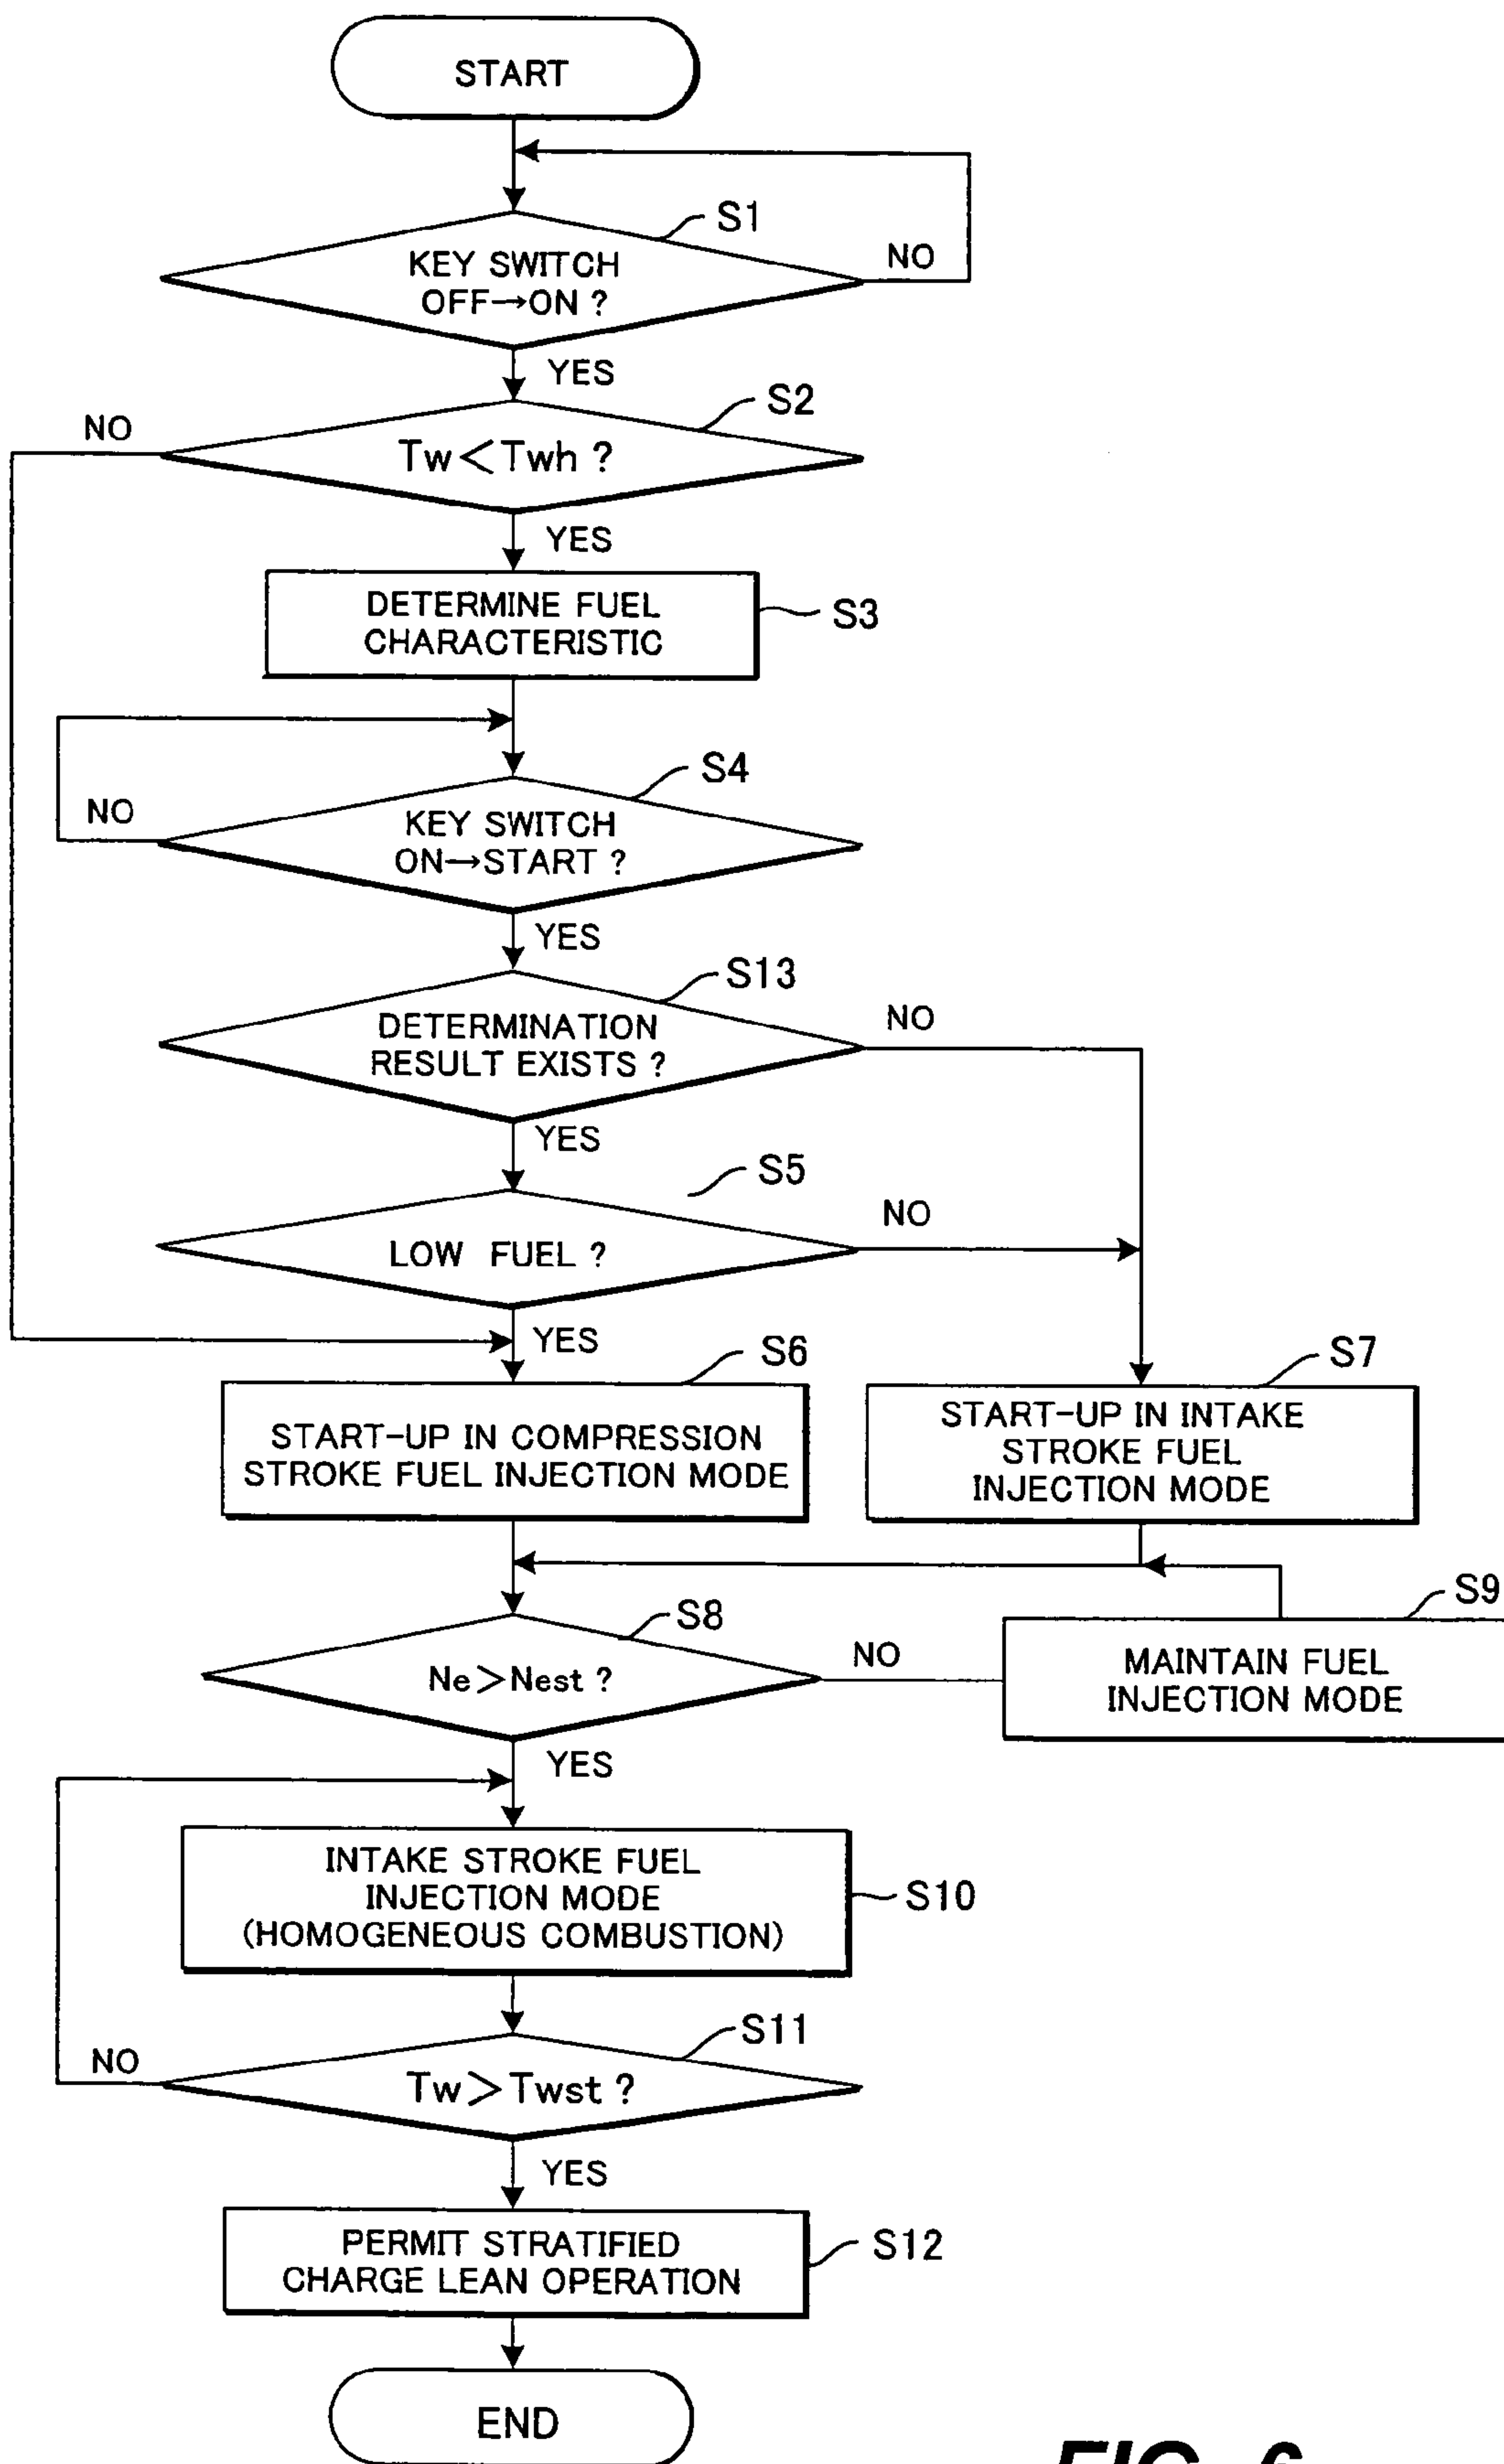 START
S1
KEY SWITCH
OFF→ON ?
NO
YES
S2
NO
Tw<Twh ?
YES
DETERMINE FUEL
CHARACTERISTIC
S3
S4
NO
KEY SWITCH
ON→START ?
YES
S13
DETERMINATION
RESULT EXISTS ?
NO
YES
S5
LOW FUEL ?
NO
YES
S6
START-UP IN COMPRESSION
STROKE FUEL INJECTION MODE
S7
START-UP IN INTAKE
STROKE FUEL
INJECTION MODE
S8
Ne>Nest ?
NO
S9
MAINTAIN FUEL
INJECTION MODE
YES
INTAKE STROKE FUEL
INJECTION MODE
(HOMOGENEOUS COMBUSTION)
S10
S11
NO
Tw>Twst ?
YES
PERMIT STRATIFIED
CHARGE LEAN OPERATION
S12
END
FIG. 6